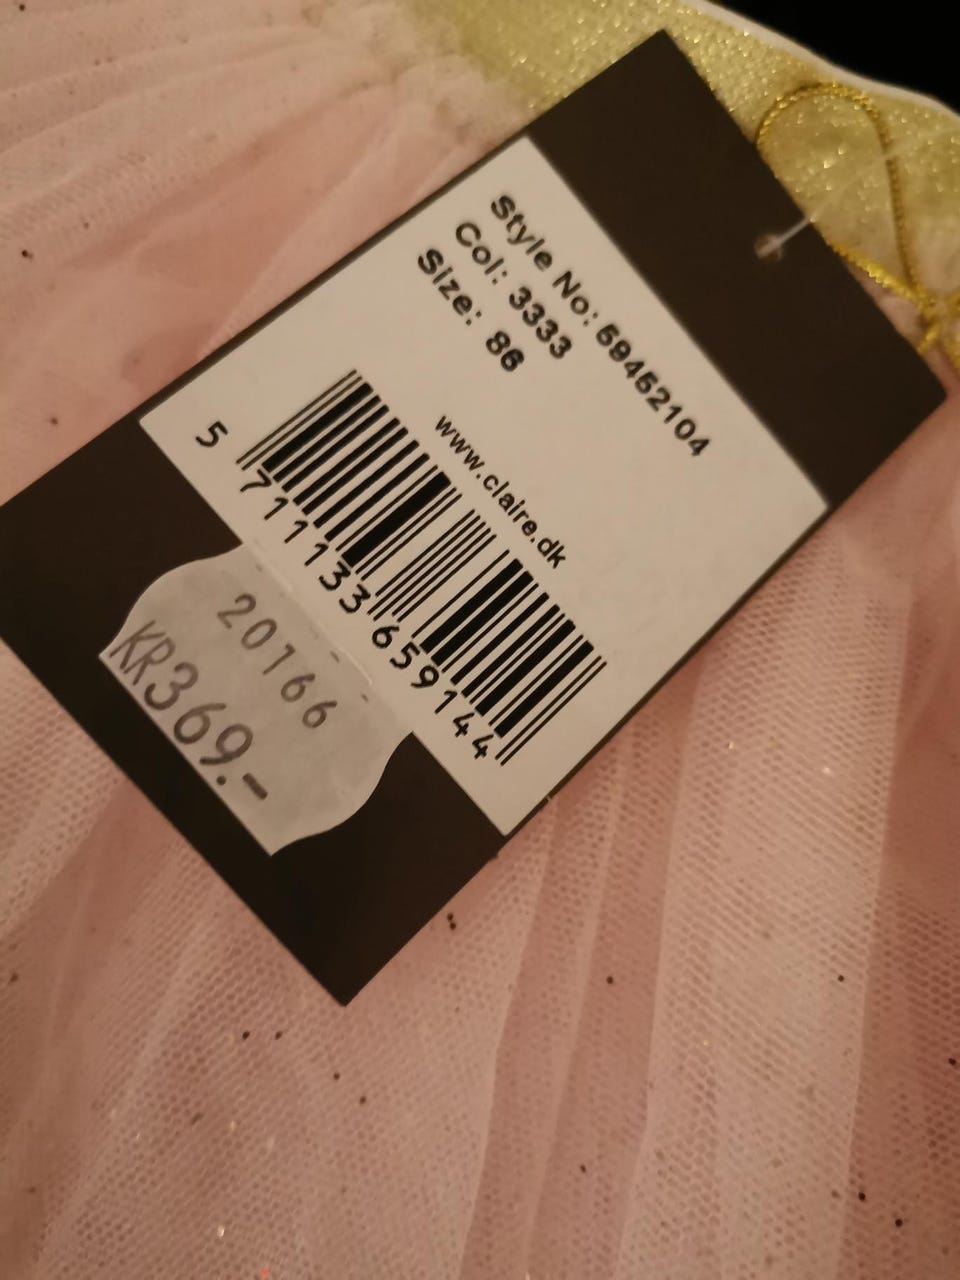 Style No: 59452104
Col: 3333
Size: 86
www.claire.dk
5 711133 659144
20166
KR369.-